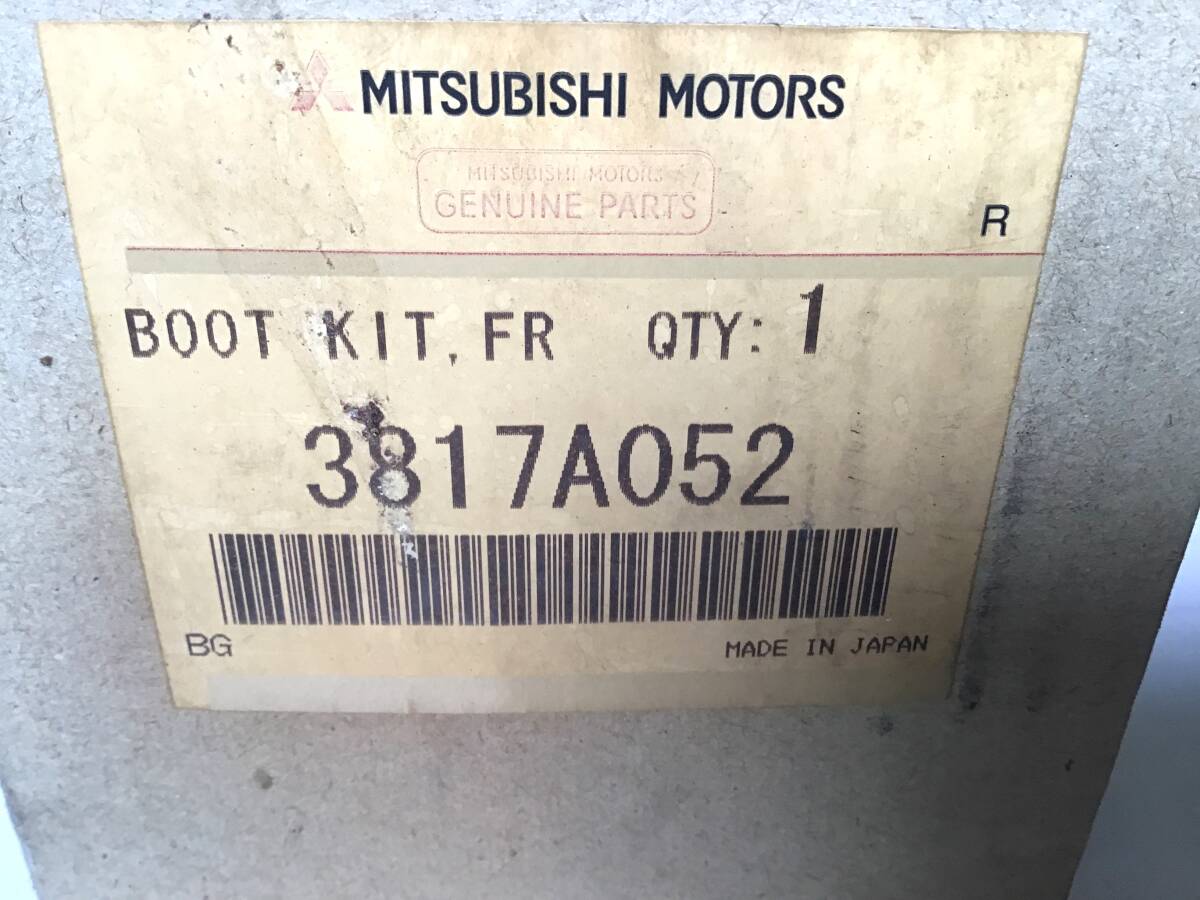 MITSUBISHI MOTORS
MITSUBISHI MOTORS
GENUINE PARTS
R
BOOT KIT,FR QTY: 1
3817A052
BG MADE IN JAPAN